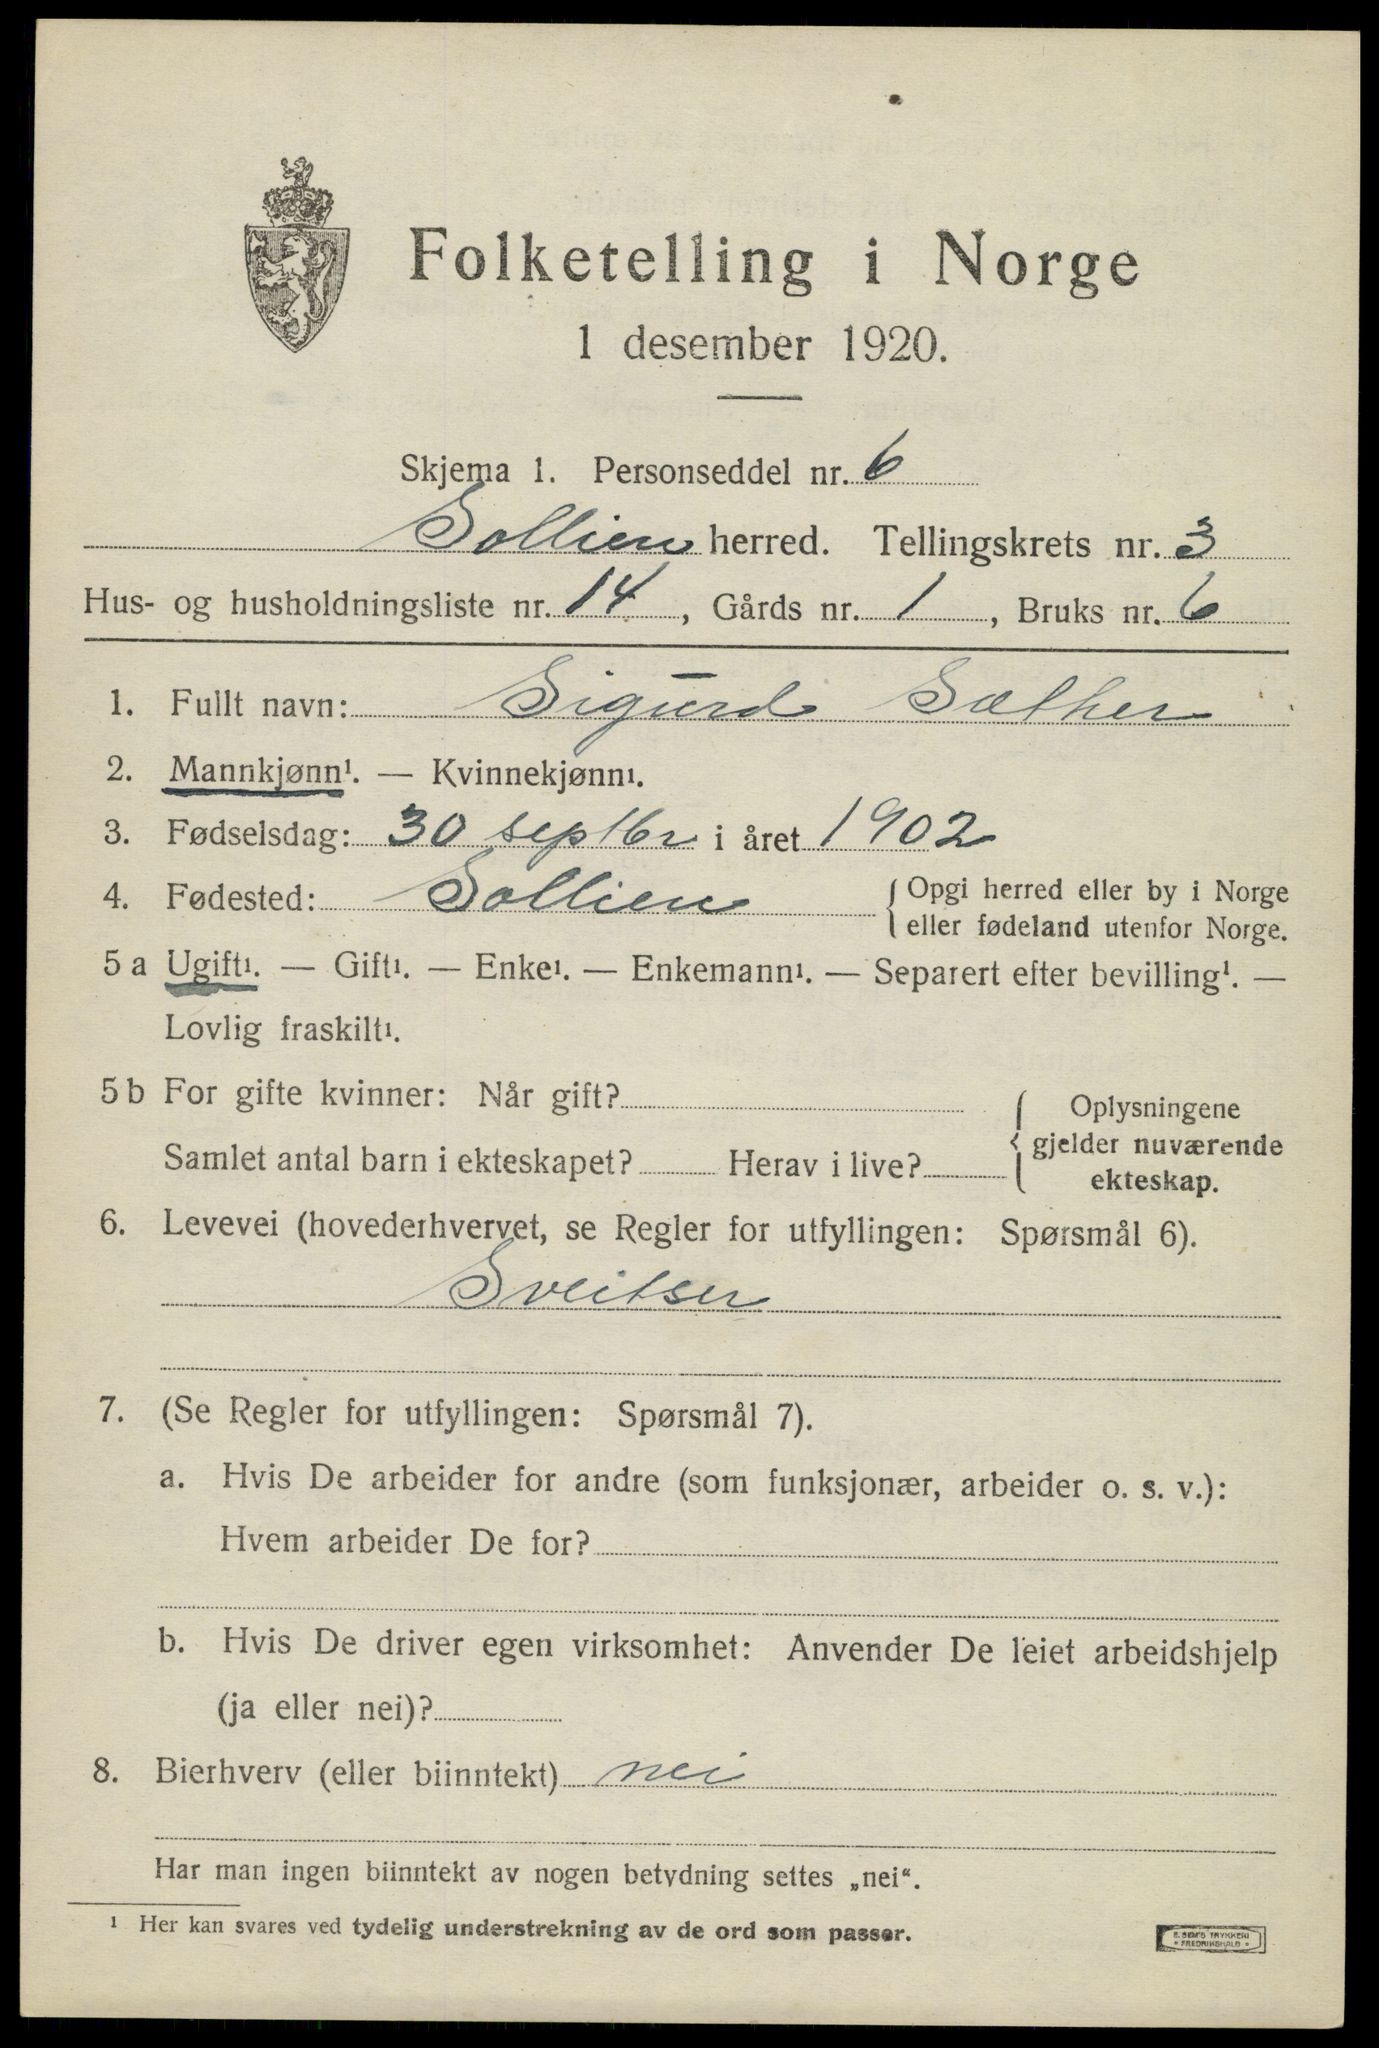 Folketelling i Norge
1 desember 1920.
Skjema 1. Personseddel nr. 6
Sollien herred. Tellingskrets nr. 3
Hus- og husholdningsliste nr. 14, Gårds nr. 1, Bruks nr. 6
1. Fullt navn: Sigurd Sæther
2. Mannkjønn¹. — Kvinnekjønn¹.
3. Fødselsdag: 30 septbr i året 1902
4. Fødested: Sollien { Opgi herred eller by i Norge
eller fødeland utenfor Norge.
5 a Ugift¹. — Gift¹. — Enke¹. — Enkemann¹. — Separert efter bevilling¹. —
Lovlig fraskilt¹.
5 b For gifte kvinner: Når gift? { Oplysningene
gjelder nuværende
Samlet antal barn i ekteskapet? Herav i live?
ekteskap.
6. Levevei (hovederhvervet, se Regler for utfyllingen: Spørsmål 6).
Sveitser
7. (Se Regler for utfyllingen: Spørsmål 7).
a. Hvis De arbeider for andre (som funksjonær, arbeider o. s. v.):
Hvem arbeider De for?
b. Hvis De driver egen virksomhet: Anvender De leiet arbeidshjelp
(ja eller nei)?
8. Bierhverv (eller biinntekt) nei
Har man ingen biinntekt av nogen betydning settes „nei“.
¹ Her kan svares ved tydelig understrekning av de ord som passer.
E. SEM'S TRYKKERI
• FREDRIKSHALD •